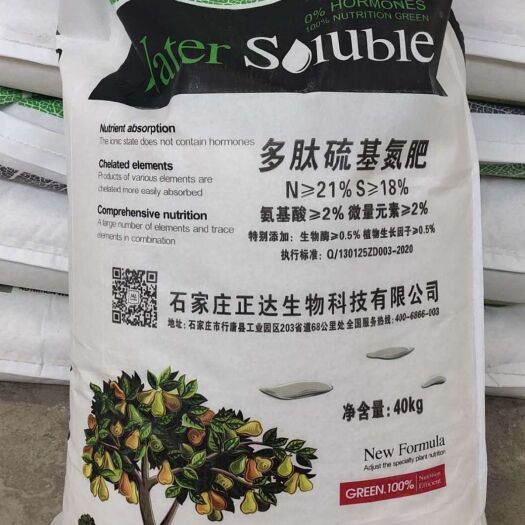 0% HORMONES
100% NUTRITION GREEN
Water Soluble
Nutrient absorption
The ionic state does not contain hormones
Chelated elements
Products of various elements are
chelated more easily absorbed
Comprehensive nutrition
A large number of elements and trace
elements in combination
多肽硫基氮肥
N≥21% S≥18%
氨基酸≥2% 微量元素≥2%
特别添加：生物酶≥0.5% 植物生长因子≥0.5%
执行标准：Q/130125ZD003-2020
石家庄正达生物科技有限公司
地址：石家庄市行唐县工业园区203省道68公里处 全国服务热线：400-6866-003
净含量：40kg
New Formula
Adjust the specialty plant nutrition
GREEN.100%
Nutrition
Efficient